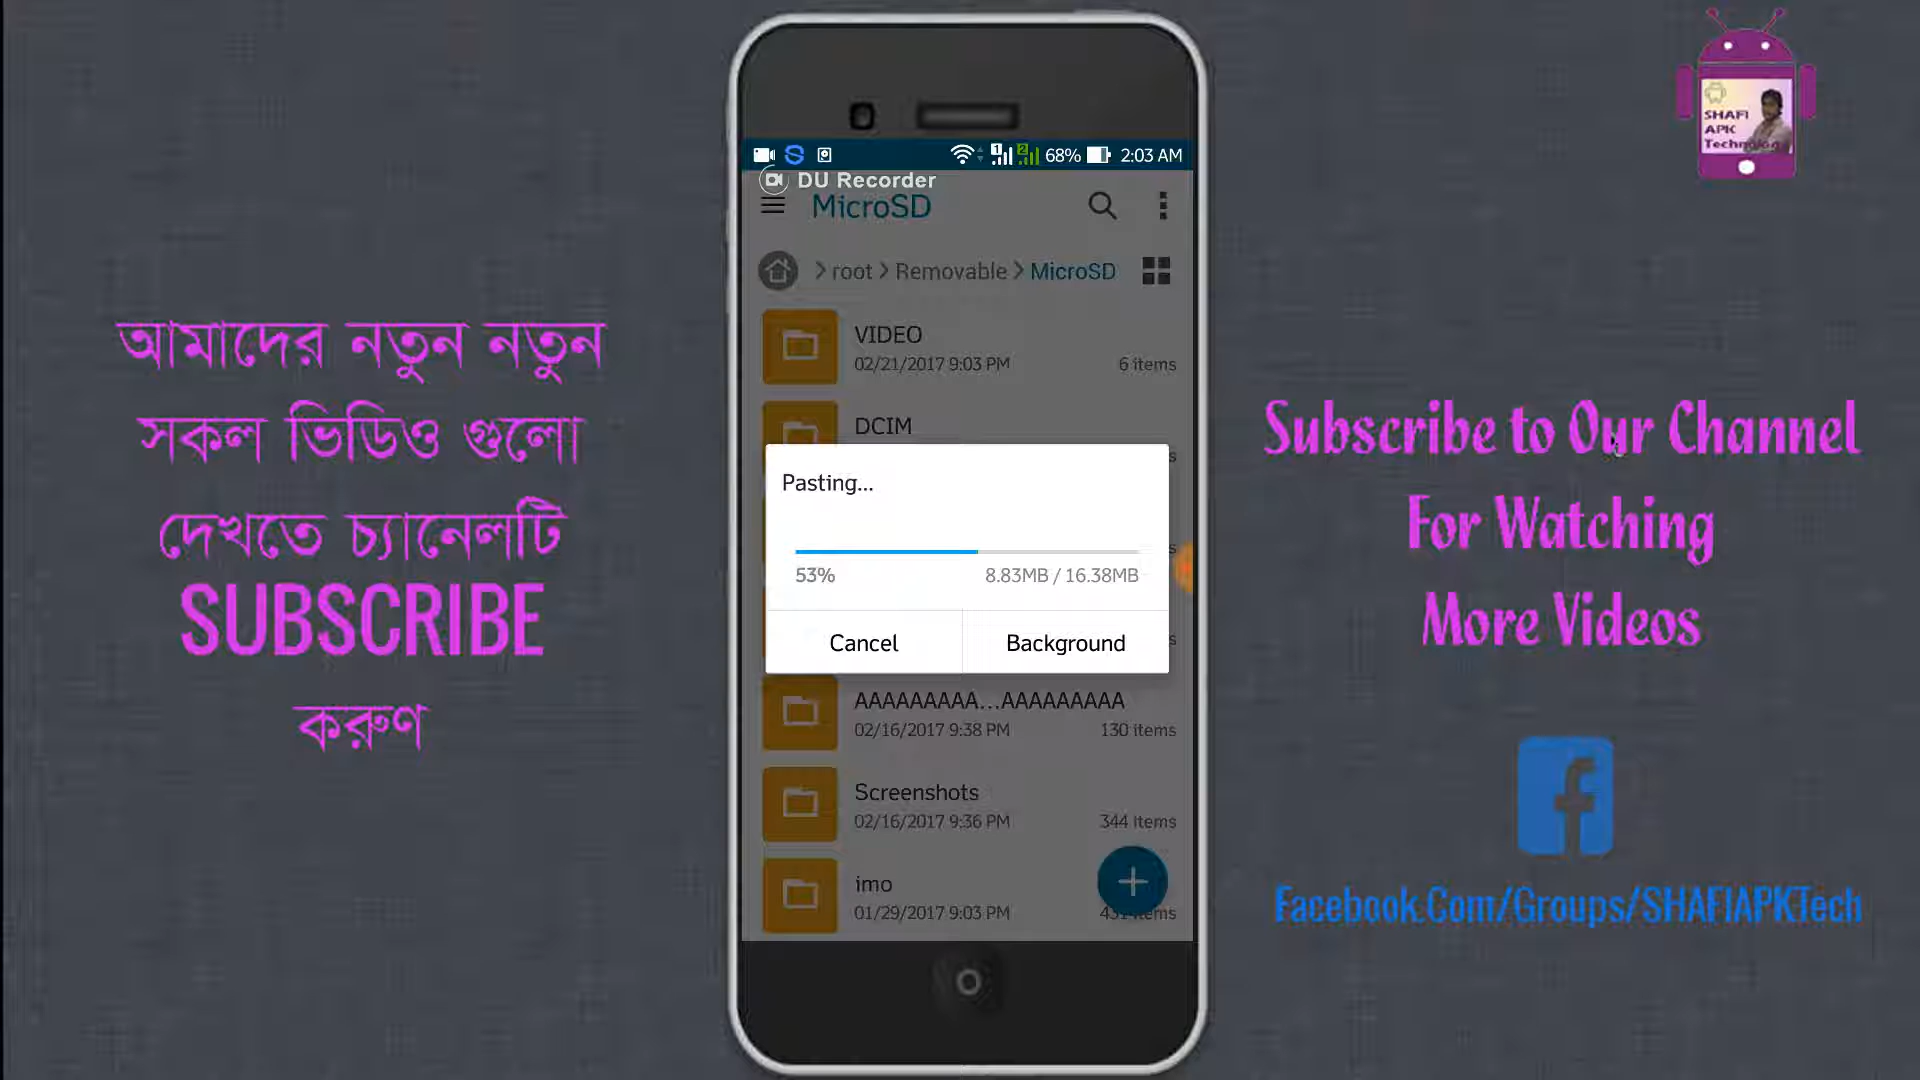 আমাদের নতুন নতুন
সকল ভিডিও গুলো
দেখতে চ্যানেলটি
SUBSCRIBE
করুণ
68% 2:03 AM
DU Recorder
MicroSD
root Removable MicroSD
VIDEO
02/21/2017 9:03 PM 6 items
DCIM
Pasting...
53% 8.83MB / 16.38MB
Cancel Background
AAAAAAAAA...AAAAAAAAA
02/16/2017 9:38 PM 130 items
Screenshots
02/16/2017 9:36 PM 344 items
imo
01/29/2017 9:03 PM
SHAFI
APK
Technology
Subscribe to Our Channel
For Watching
More Videos
Facebook.Com/Groups/SHAFIAPKTech